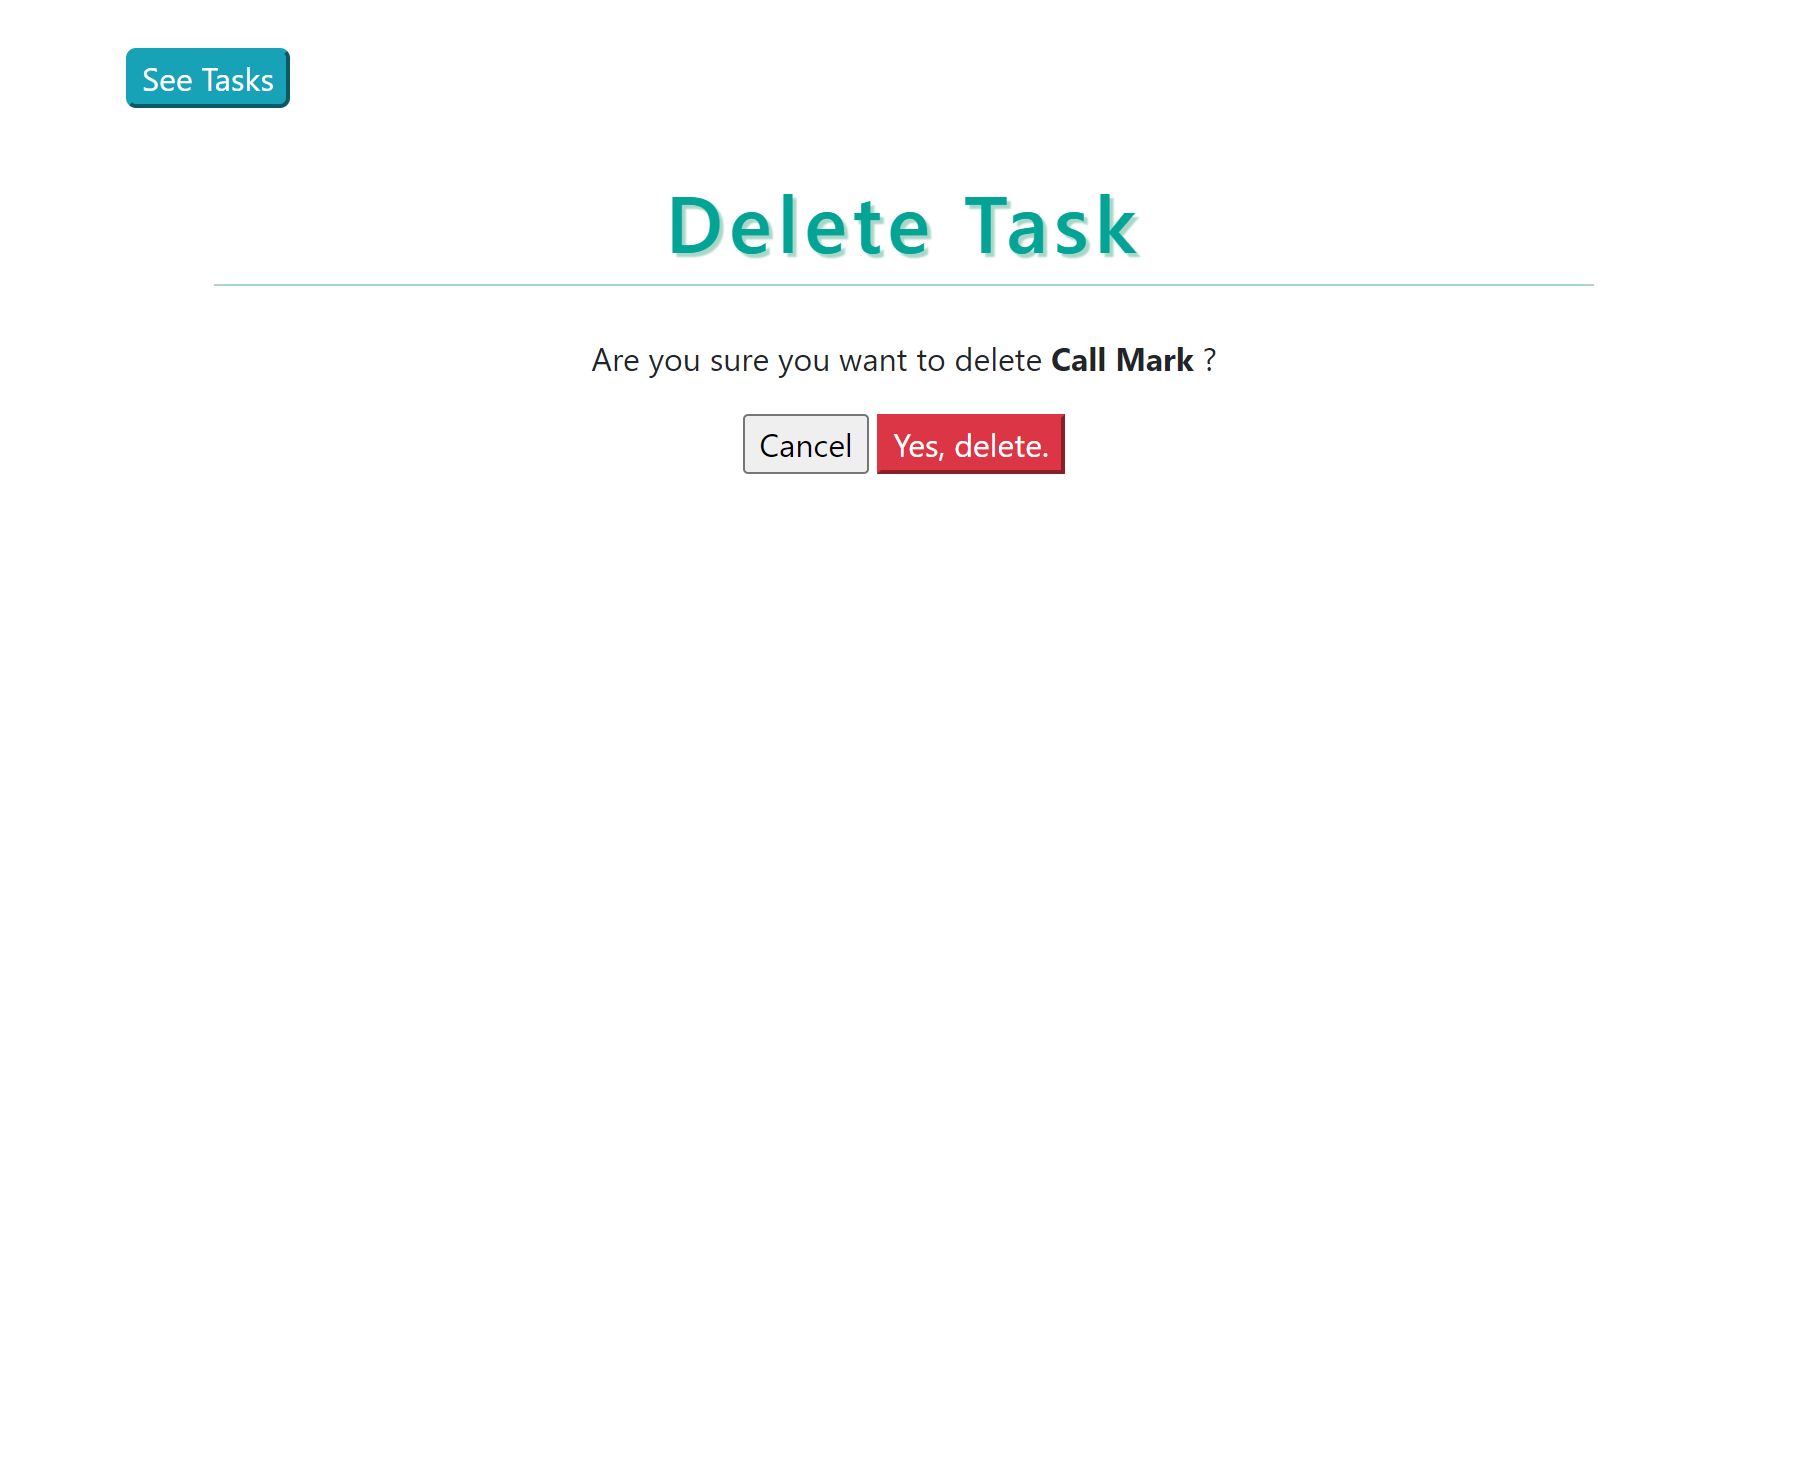 See Tasks
Delete Task
Are you sure you want to delete Call Mark ?
Cancel Yes, delete.